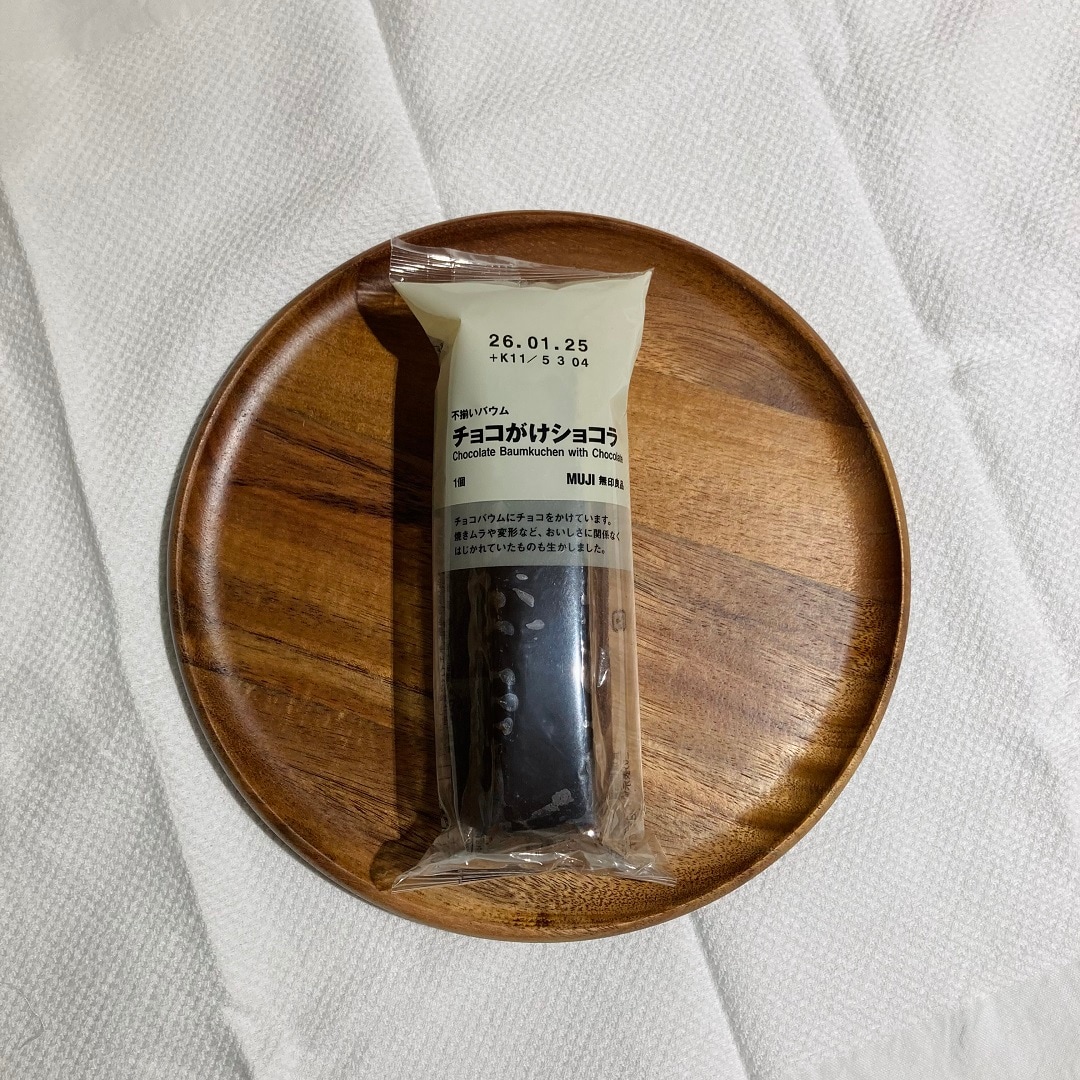 26.01.25
+K11/ 5 3 04
不揃いバウム
チョコがけショコラ
Chocolate Baumkuchen with Chocolate
1個
MUJI 無印良品
チョコバウムにチョコをかけています。
焼きムラや変形など、おいしさに関係なく
はじかれていたものも生かしました。